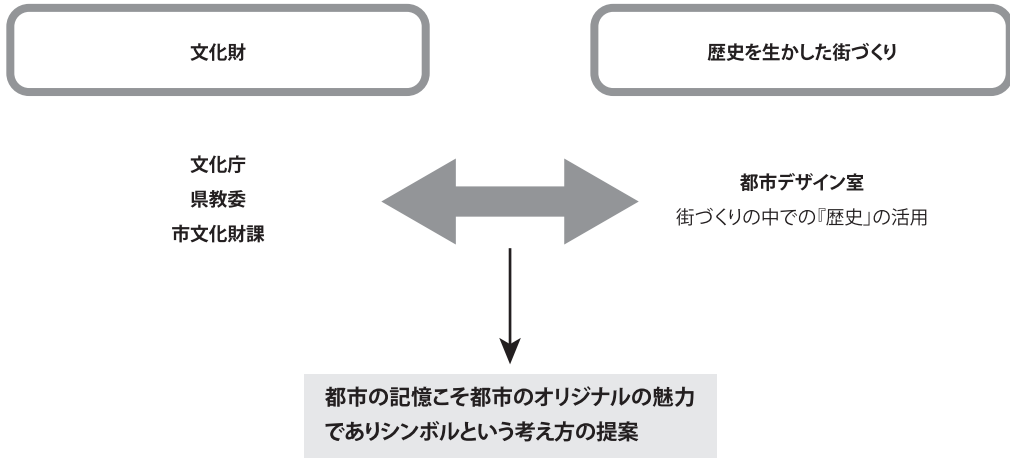 文化財
歴史を生かした街づくり
文化庁
県教委
市文化財課
都市デザイン室
街づくりの中での『歴史」の活用
都市の記憶こそ都市のオリジナルの魅力
でありシンボルという考え方の提案